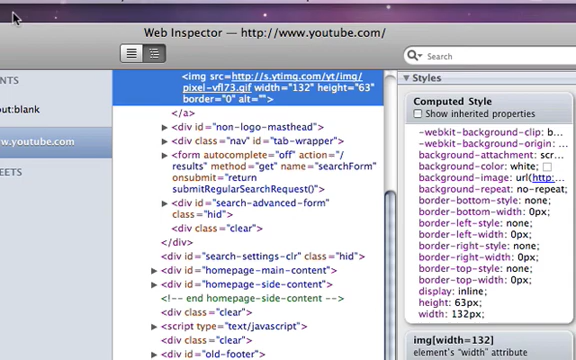 Web Inspector — http://www.youtube.com/
Search
NTS
out:blank
w.youtube.com
EETS
<img src=http://s.ytimg.com/yt/img/
pixel-vfl73.gif width="132" height="63"
border="0" alt="">
</a>
▶ <div id="non-logo-masthead">
▶ <div class="nav" id="tab-wrapper">
▶ <form autocomplete="off" action="/
results" method="get" name="searchForm"
onsubmit="return
submitRegularSearchRequest()">
▶ <div id="search-advanced-form"
class="hid">
<div class="clear">
</div>
<div id="search-settings-clr" class="hid">
▶ <div id="homepage-main-content">
▶ <div id="homepage-side-content">
<!-- end homepage-side-content -->
<div class="clear">
▶ <script type="text/javascript">
<div class="clear">
▶ <div id="old-footer">
▼ Styles
Computed Style
Show inherited properties
-webkit-background-clip: b...
-webkit-background-origin: ...
background-attachment: scr...
background-color: white;
background-image: url(http:...
background-repeat: no-repeat;
border-bottom-style: none;
border-bottom-width: 0px;
border-left-style: none;
border-left-width: 0px;
border-right-style: none;
border-right-width: 0px;
border-top-style: none;
border-top-width: 0px;
display: inline;
height: 63px;
width: 132px;
img[width=132]
element's "width" attribute